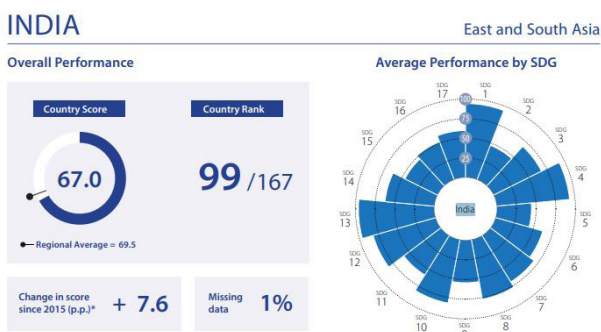 INDIA
East and South Asia
Overall Performance
Average Performance by SDG
Country Score
Country Rank
67.0
99 /167
Regional Average = 69.5
Change in score
since 2015 (p.p.)* + 7.6
Missing
data 1%
SDG
1
SDG
2
SDG
3
SDG
4
SDG
5
SDG
6
SDG
7
SDG
8
SDG
SDG
10
SDG
11
SDG
12
SDG
13
SDG
14
SDG
15
SDG
16
SDG
17
100
75
50
25
India